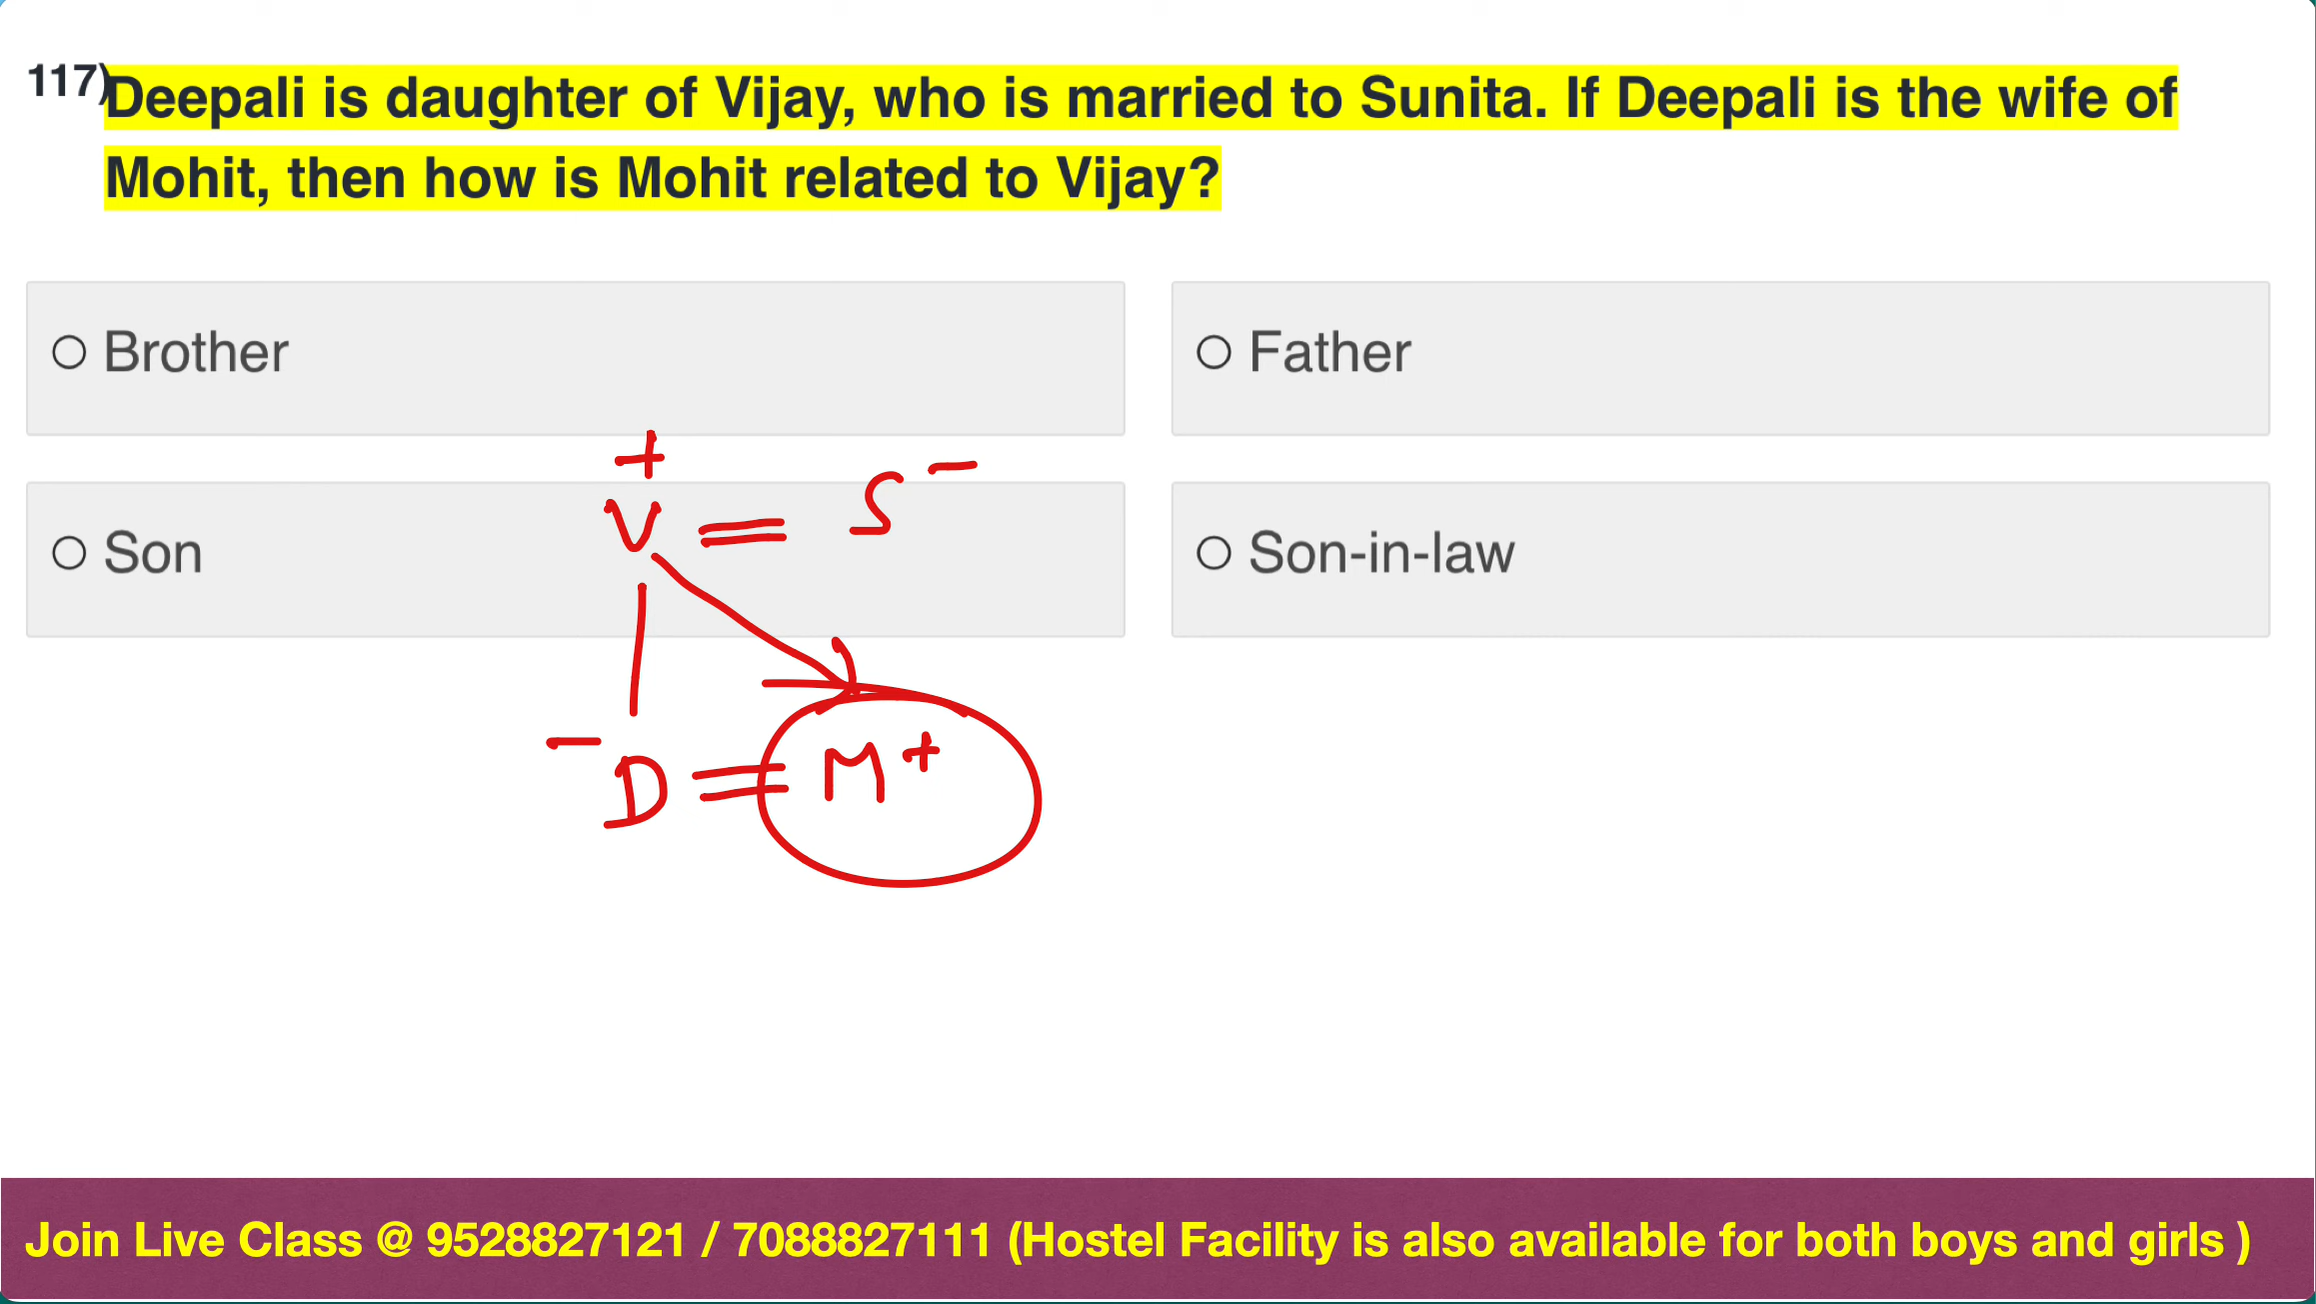 117) Deepali is daughter of Vijay, who is married to Sunita. If Deepali is the wife of
Mohit, then how is Mohit related to Vijay?
Brother
Father
Son
Son-in-law
+
V = S -
- D = M +
Join Live Class @ 9528827121 / 7088827111 (Hostel Facility is also available for both boys and girls )